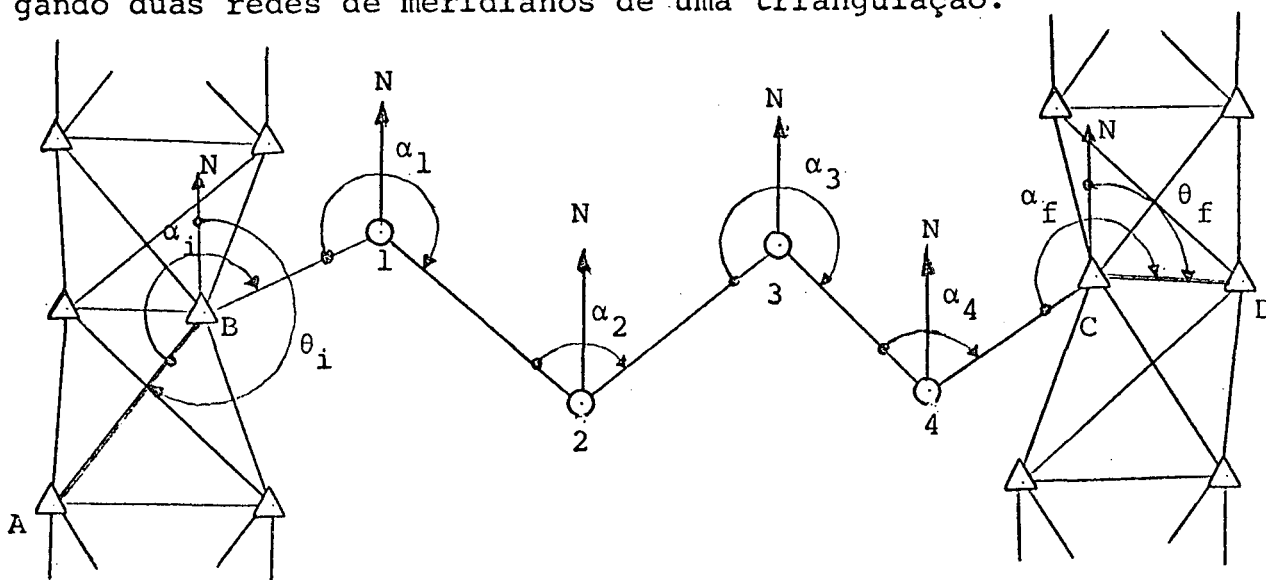 gando duas redes de meridianos de uma triangulação.
N
N
α1
α3
N
N
N
N
αi
αf
θf
1
3
B
θi
α2
α4
C
D
2
4
A